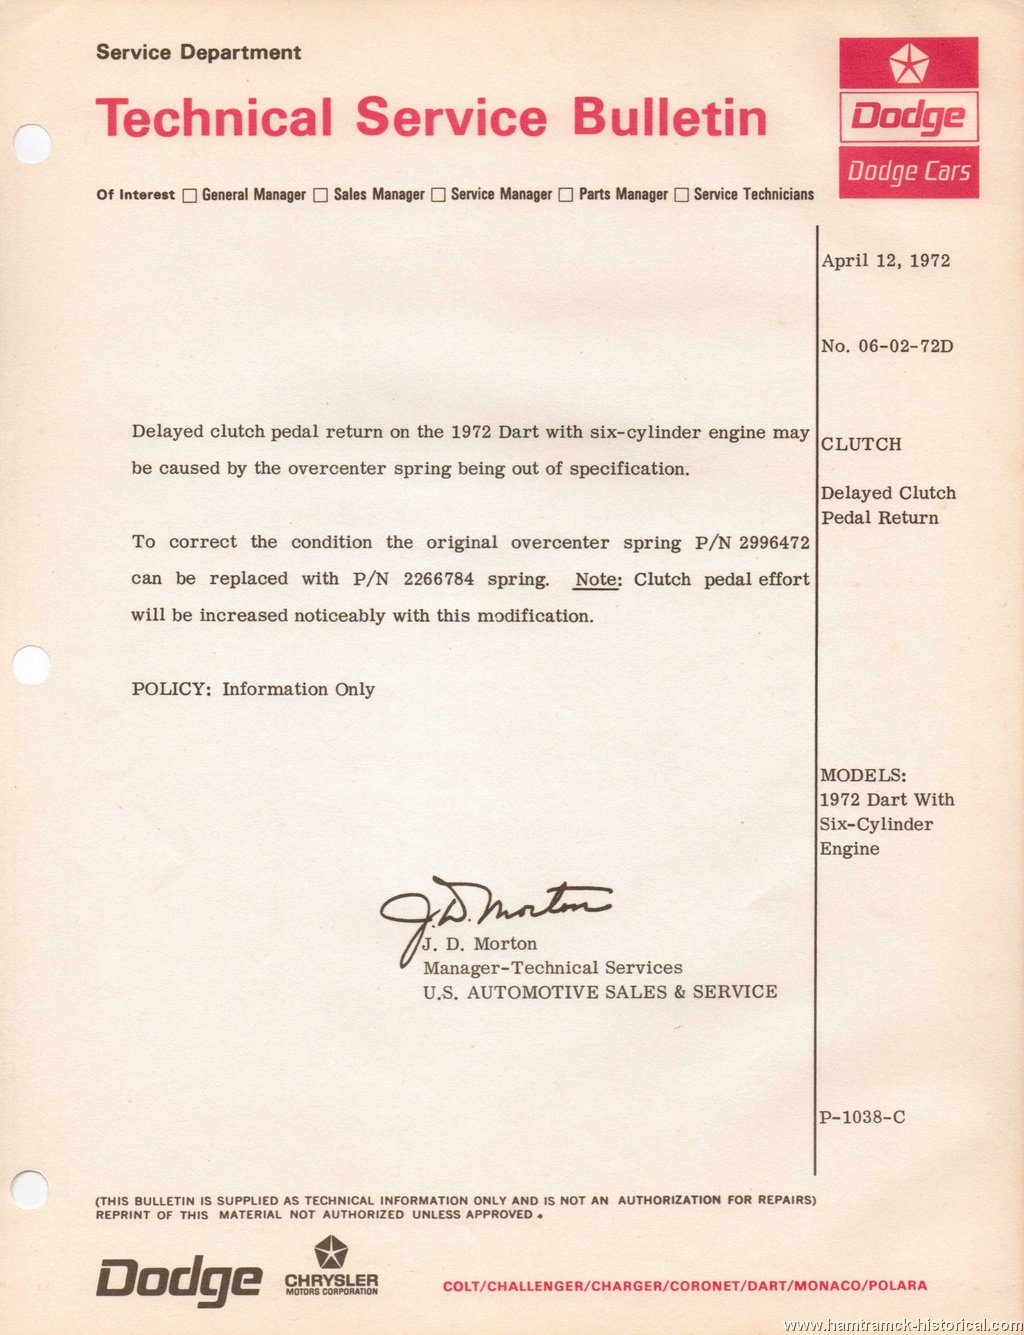 Service Department
Technical Service Bulletin
Of Interest □ General Manager □ Sales Manager □ Service Manager □ Parts Manager □ Service Technicians
Dodge
Dodge Cars
April 12, 1972
No. 06-02-72D
Delayed clutch pedal return on the 1972 Dart with six-cylinder engine may
be caused by the overcenter spring being out of specification.
To correct the condition the original overcenter spring P/N 2996472
can be replaced with P/N 2266784 spring. Note: Clutch pedal effort
will be increased noticeably with this modification.
POLICY: Information Only
CLUTCH
Delayed Clutch
Pedal Return
MODELS:
1972 Dart With
Six-Cylinder
Engine
J. D. Morton
J. D. Morton
Manager-Technical Services
U.S. AUTOMOTIVE SALES & SERVICE
P-1038-C
(THIS BULLETIN IS SUPPLIED AS TECHNICAL INFORMATION ONLY AND IS NOT AN AUTHORIZATION FOR REPAIRS)
REPRINT OF THIS MATERIAL NOT AUTHORIZED UNLESS APPROVED.
Dodge
CHRYSLER
MOTORS CORPORATION
COLT/CHALLENGER/CHARGER/CORONET/DART/MONACO/POLARA
www.hamtramck-historical.com